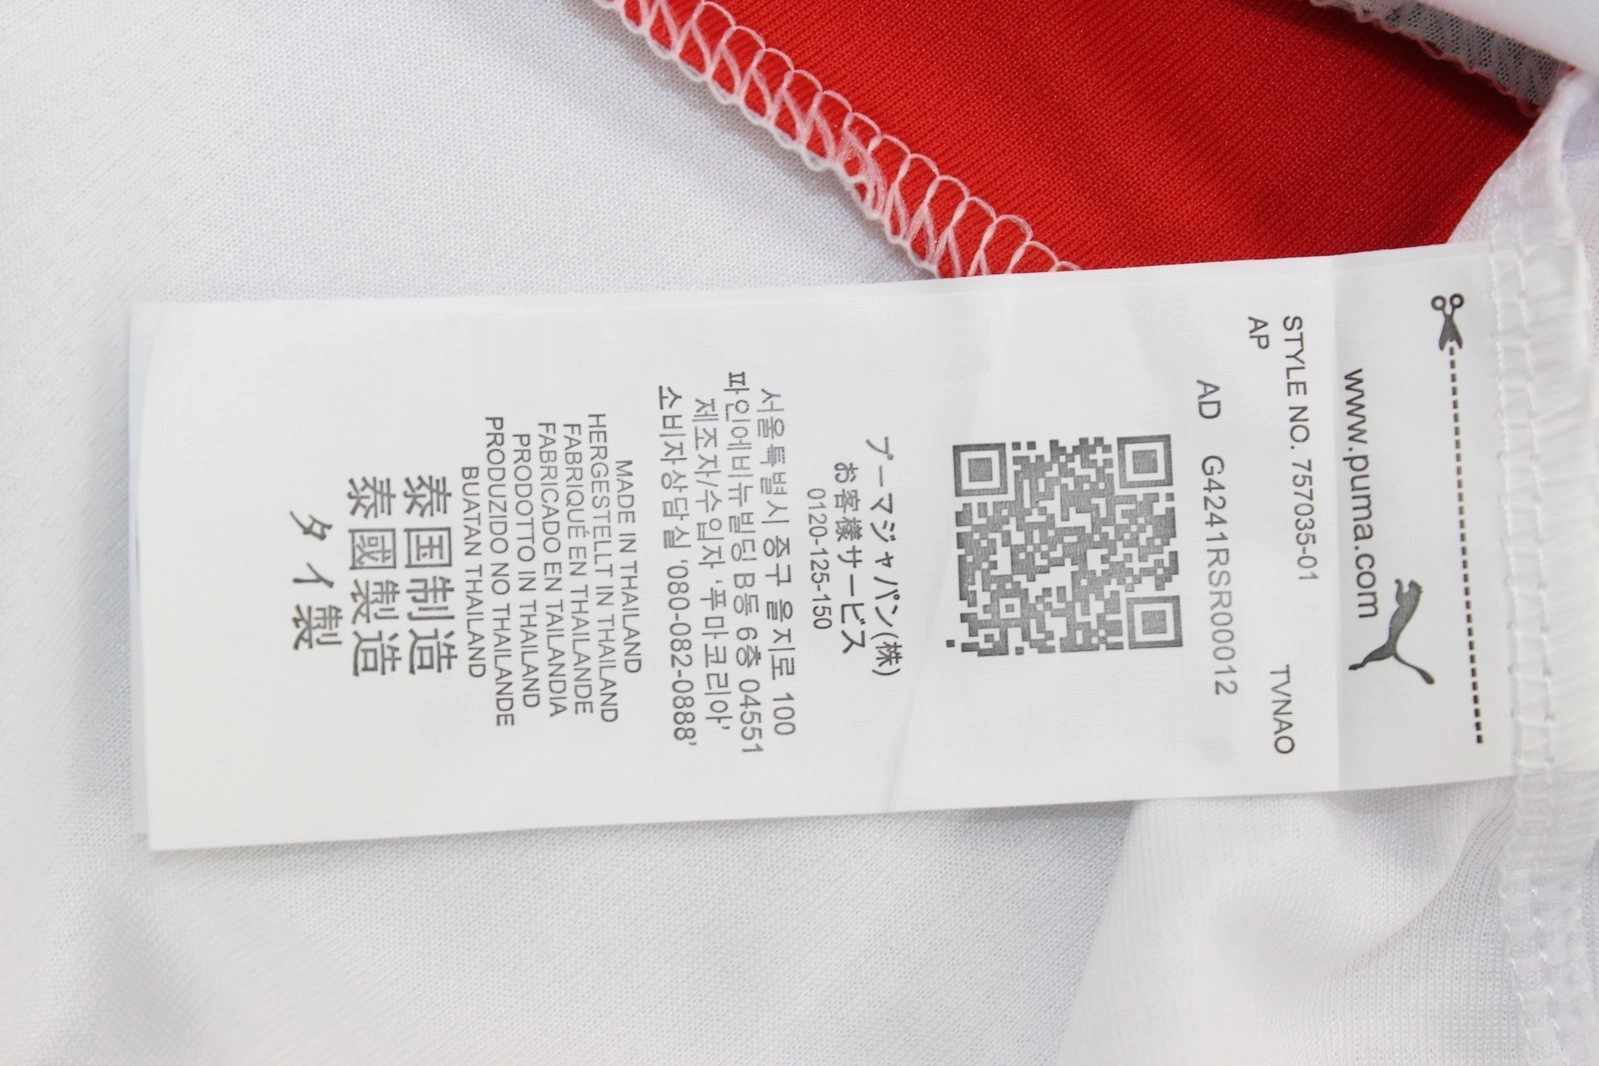 www.puma.com
STYLE NO. 757035-01 TVNAO
AP
AD G4241RSR00012
プーマジャパン(株)
お客様サービス
0120-125-150
서울특별시 중구 을지로 100
파인에비뉴빌딩 B동 6층 04551
제조자/수입자 '푸마코리아'
소비자상담실 '080-082-0888'
MADE IN THAILAND
HERGESTELLT IN THAILAND
FABRIQUÉ EN THAILANDE
FABRICADO EN TAILANDIA
PRODOTTO IN THAILAND
PRODUZIDO NO THAILANDE
BUATAN THAILAND
泰国制造
泰國製造
タイ製